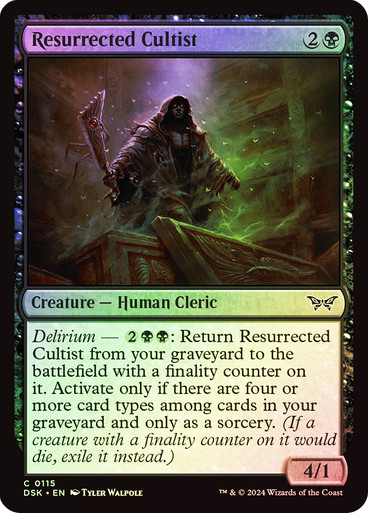 Resurrected Cultist 2
Creature — Human Cleric
Delirium — 2: Return Resurrected
Cultist from your graveyard to the
battlefield with a finality counter on
it. Activate only if there are four or
more card types among cards in your
graveyard and only as a sorcery. (If a
creature with a finality counter on it would
die, exile it instead.)
4/1
C 0115
DSK • EN Tyler Walpole
™ & © 2024 Wizards of the Coast